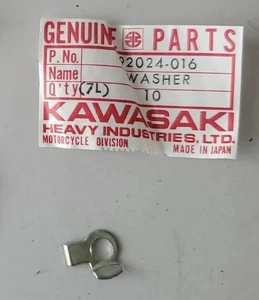 GENUINE PARTS
P. No. 92024-016
Name WASHER
Q'ty (7L) 10
KAWASAKI
HEAVY INDUSTRIES, LTD.
MOTORCYCLE DIVISION MADE IN JAPAN